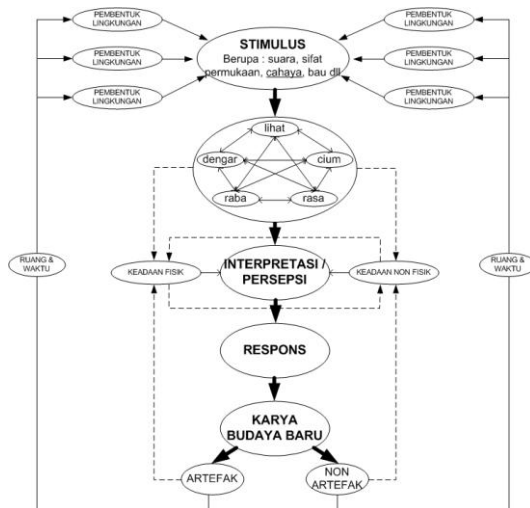 PEMBENTUK
LINGKUNGAN
PEMBENTUK
LINGKUNGAN
PEMBENTUK
LINGKUNGAN
STIMULUS
Berupa : suara, sifat
permukaan, cahaya, bau dll
PEMBENTUK
LINGKUNGAN
PEMBENTUK
LINGKUNGAN
PEMBENTUK
LINGKUNGAN
lihat
dengar
cium
raba
rasa
RUANG &
WAKTU
KEADAAN FISIK
INTERPRETASI /
PERSEPSI
KEADAAN NON FISIK
RUANG &
WAKTU
RESPONS
KARYA
BUDAYA BARU
ARTEFAK
NON
ARTEFAK